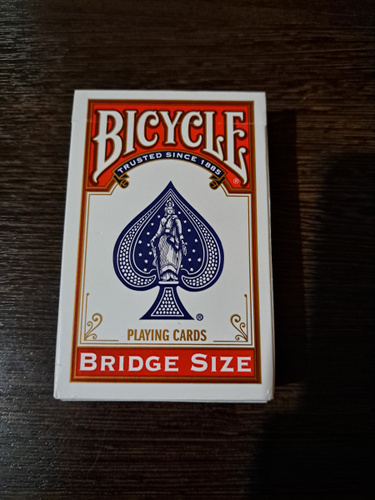 BICYCLE
TRUSTED SINCE 1885
®
®
PLAYING CARDS
BRIDGE SIZE